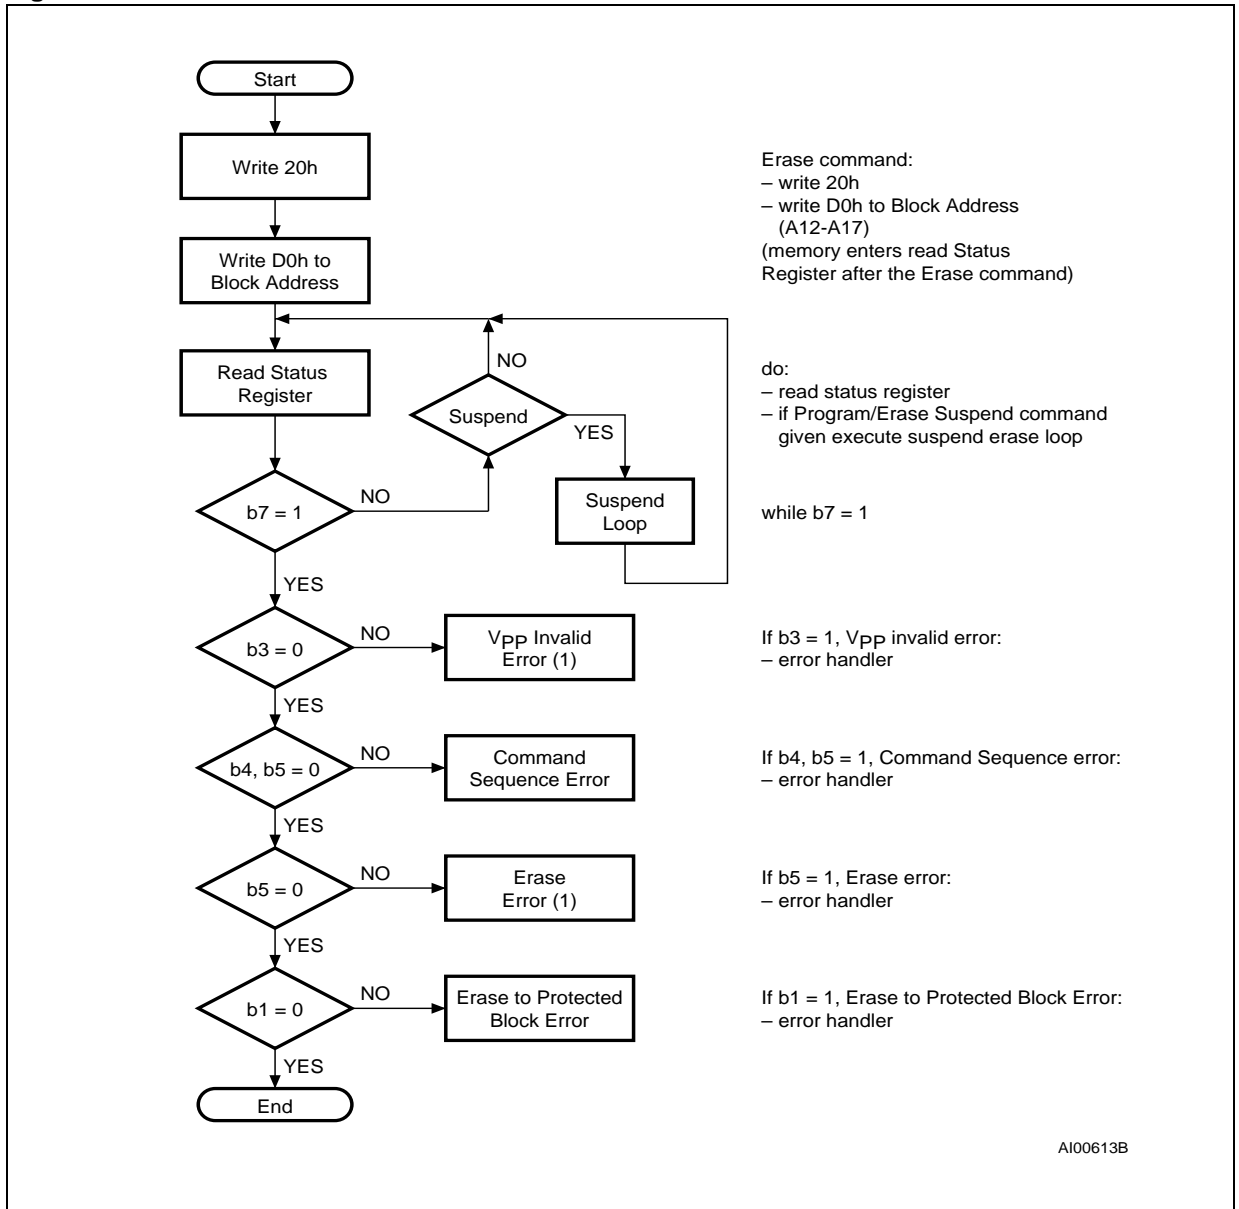 Start
Write 20h
Erase command:
– write 20h
– write D0h to Block Address
(A12-A17)
(memory enters read Status
Register after the Erase command)
Write D0h to
Block Address
NO
Read Status
Register
Suspend
YES
do:
– read status register
– if Program/Erase Suspend command
given execute suspend erase loop
NO
b7 = 1
Suspend
Loop
while b7 = 1
YES
NO
b3 = 0
VPP Invalid
Error (1)
If b3 = 1, VPP invalid error:
– error handler
YES
NO
b4, b5 = 0
Command
Sequence Error
If b4, b5 = 1, Command Sequence error:
– error handler
YES
NO
b5 = 0
Erase
Error (1)
If b5 = 1, Erase error:
– error handler
YES
NO
b1 = 0
Erase to Protected
Block Error
If b1 = 1, Erase to Protected Block Error:
– error handler
YES
End
AI00613B